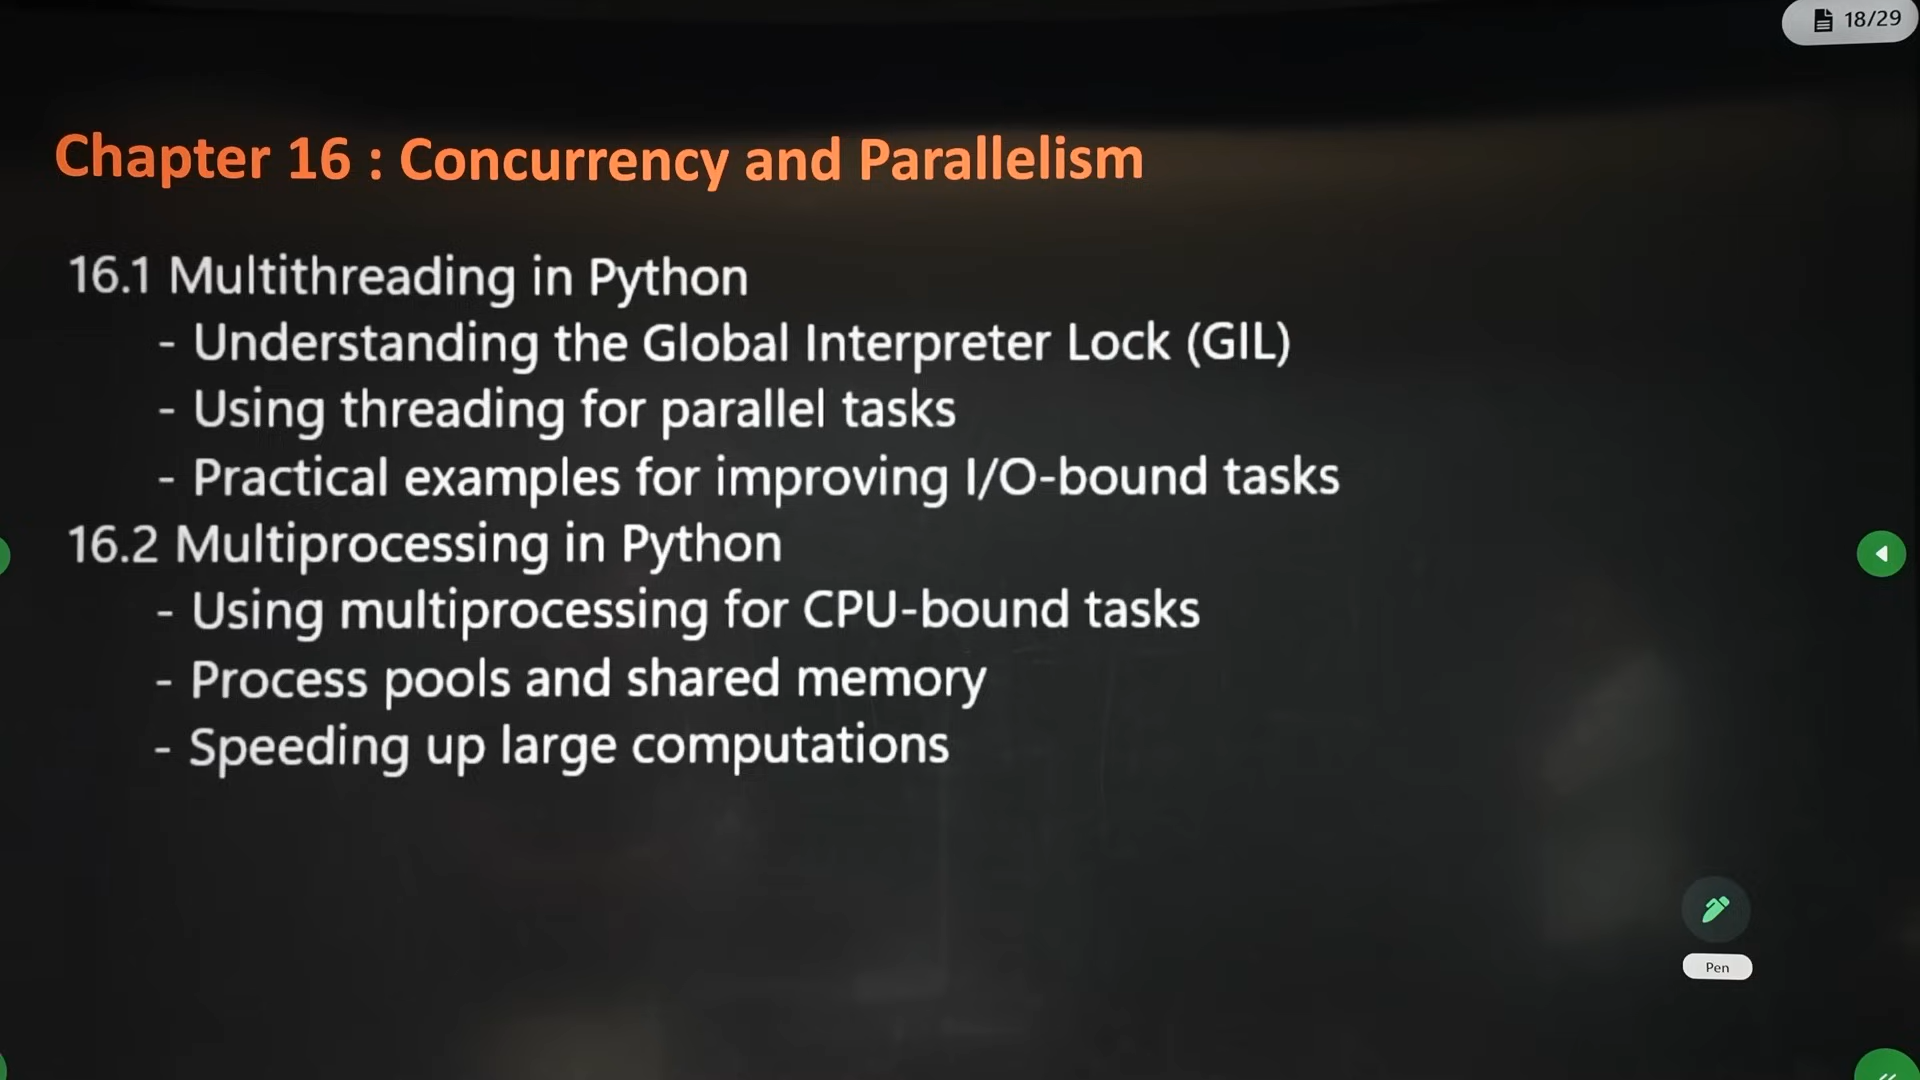 18/29
Chapter 16 : Concurrency and Parallelism
16.1 Multithreading in Python
- Understanding the Global Interpreter Lock (GIL)
- Using threading for parallel tasks
- Practical examples for improving I/O-bound tasks
16.2 Multiprocessing in Python
- Using multiprocessing for CPU-bound tasks
- Process pools and shared memory
- Speeding up large computations
Pen